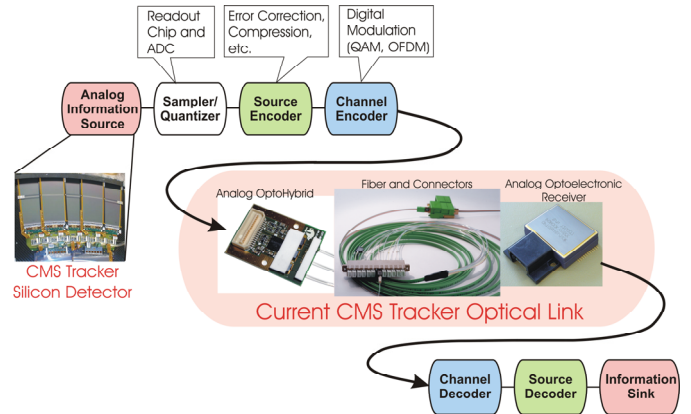 Readout
Chip and
ADC
Error Correction,
Compression,
etc.
Digital
Modulation
(QAM, OFDM)
Analog
Information
Source
Sampler/
Quantizer
Source
Encoder
Channel
Encoder
CMS Tracker
Silicon Detector
Analog OptoHybrid
Fiber and Connectors
Analog Optoelectronic
Receiver
Current CMS Tracker Optical Link
Channel
Decoder
Source
Decoder
Information
Sink